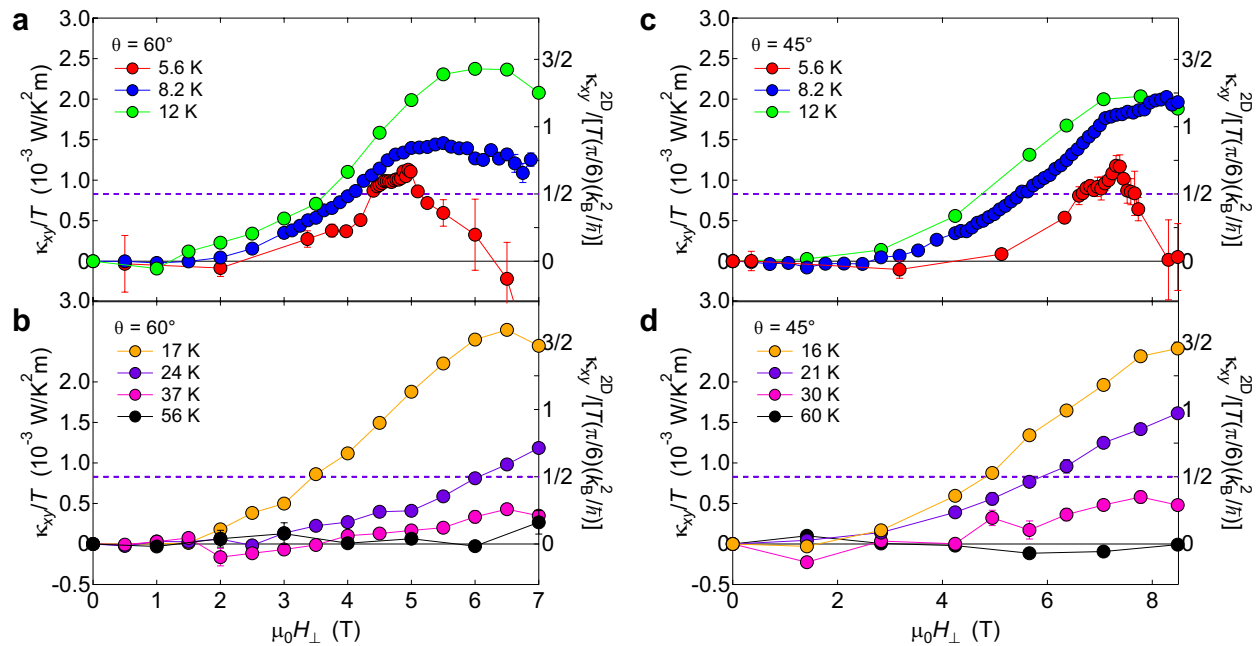 a
θ = 60°
5.6 K
8.2 K
12 K
κxy/T (10⁻³ W/K²m)
3.0
2.5
2.0
1.5
1.0
0.5
0
3/2
1
1/2
0
κxy²ᴰ/[T(π/6)(kB²/ħ)]
b
θ = 60°
17 K
24 K
37 K
56 K
κxy/T (10⁻³ W/K²m)
3.0
2.0
1.5
1.0
0.5
0
-0.5
3/2
1
1/2
0
κxy²ᴰ/[T(π/6)(kB²/ħ)]
0 1 2 3 4 5 6 7
μ₀H⊥ (T)
c
θ = 45°
5.6 K
8.2 K
12 K
κxy/T (10⁻³ W/K²m)
3.0
2.5
2.0
1.5
1.0
0.5
0
3/2
1
1/2
0
κxy²ᴰ/[T(π/6)(kB²/ħ)]
d
θ = 45°
16 K
21 K
30 K
60 K
κxy/T (10⁻³ W/K²m)
3.0
2.0
1.5
1.0
0.5
0
-0.5
3/2
1
1/2
0
κxy²ᴰ/[T(π/6)(kB²/ħ)]
0 2 4 6 8
μ₀H⊥ (T)